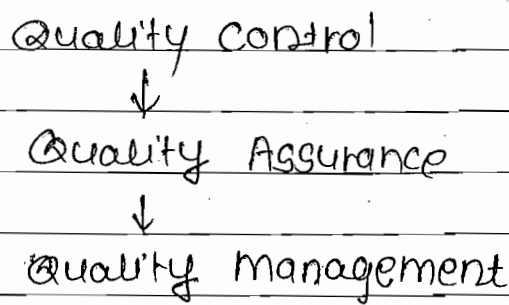 Quality Control
↓
Quality Assurance
↓
Quality Management